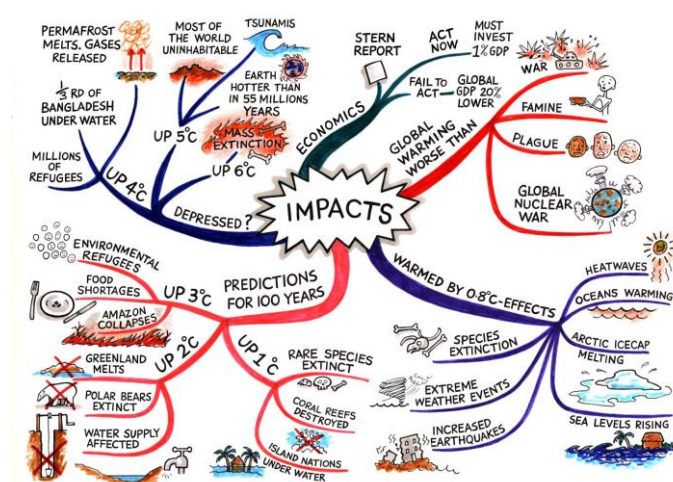 IMPACTS
ECONOMICS
STERN
REPORT
ACT
NOW
MUST
INVEST
1% GDP
FAIL TO
ACT
GLOBAL
GDP 20%
LOWER
GLOBAL
WARMING
WORSE THAN
WAR
FAMINE
PLAGUE
GLOBAL
NUCLEAR
WAR
WARMED BY 0.8°C-EFFECTS
HEATWAVES
OCEANS WARMING
ARCTIC ICECAP
MELTING
SEA LEVELS RISING
SPECIES
EXTINCTION
EXTREME
WEATHER EVENTS
INCREASED
EARTHQUAKES
PREDICTIONS
FOR 100 YEARS
UP 1°C
RARE SPECIES
EXTINCT
CORAL REEFS
DESTROYED
ISLAND NATIONS
UNDER WATER
UP 2°C
GREENLAND
MELTS
POLAR BEARS
EXTINCT
WATER SUPPLY
AFFECTED
UP 3°C
ENVIRONMENTAL
REFUGEES
FOOD
SHORTAGES
AMAZON
COLLAPSES
DEPRESSED?
UP 4°C
PERMAFROST
MELTS. GASES
RELEASED
1/3 RD OF
BANGLADESH
UNDER WATER
MILLIONS
OF
REFUGEES
UP 5°C
MOST OF
THE WORLD
UNINHABITABLE
TSUNAMIS
EARTH
HOTTER THAN
IN 55 MILLIONS
YEARS
UP 6°C
MASS
EXTINCTION